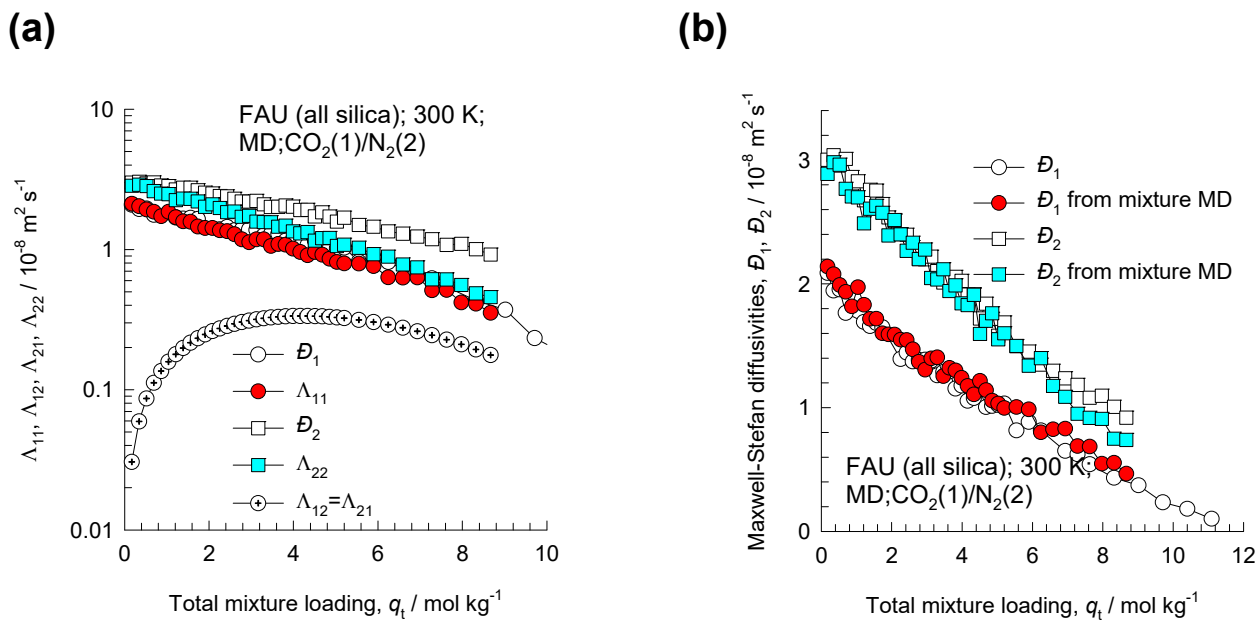 (a)
FAU (all silica); 300 K;
MD;CO₂(1)/N₂(2)
10
1
0.1
0.01
Λ₁₁, Λ₁₂, Λ₂₁, Λ₂₂ / 10⁻⁸ m² s⁻¹
Đ₁
Λ₁₁
Đ₂
Λ₂₂
Λ₁₂=Λ₂₁
0 2 4 6 8 10
Total mixture loading, qₜ / mol kg⁻¹
(b)
Maxwell-Stefan diffusivities, Đ₁, Đ₂ / 10⁻⁸ m² s⁻¹
3
2
1
0
Đ₁
Đ₁ from mixture MD
Đ₂
Đ₂ from mixture MD
FAU (all silica); 300 K;
MD;CO₂(1)/N₂(2)
0 2 4 6 8 10 12
Total mixture loading, qₜ / mol kg⁻¹